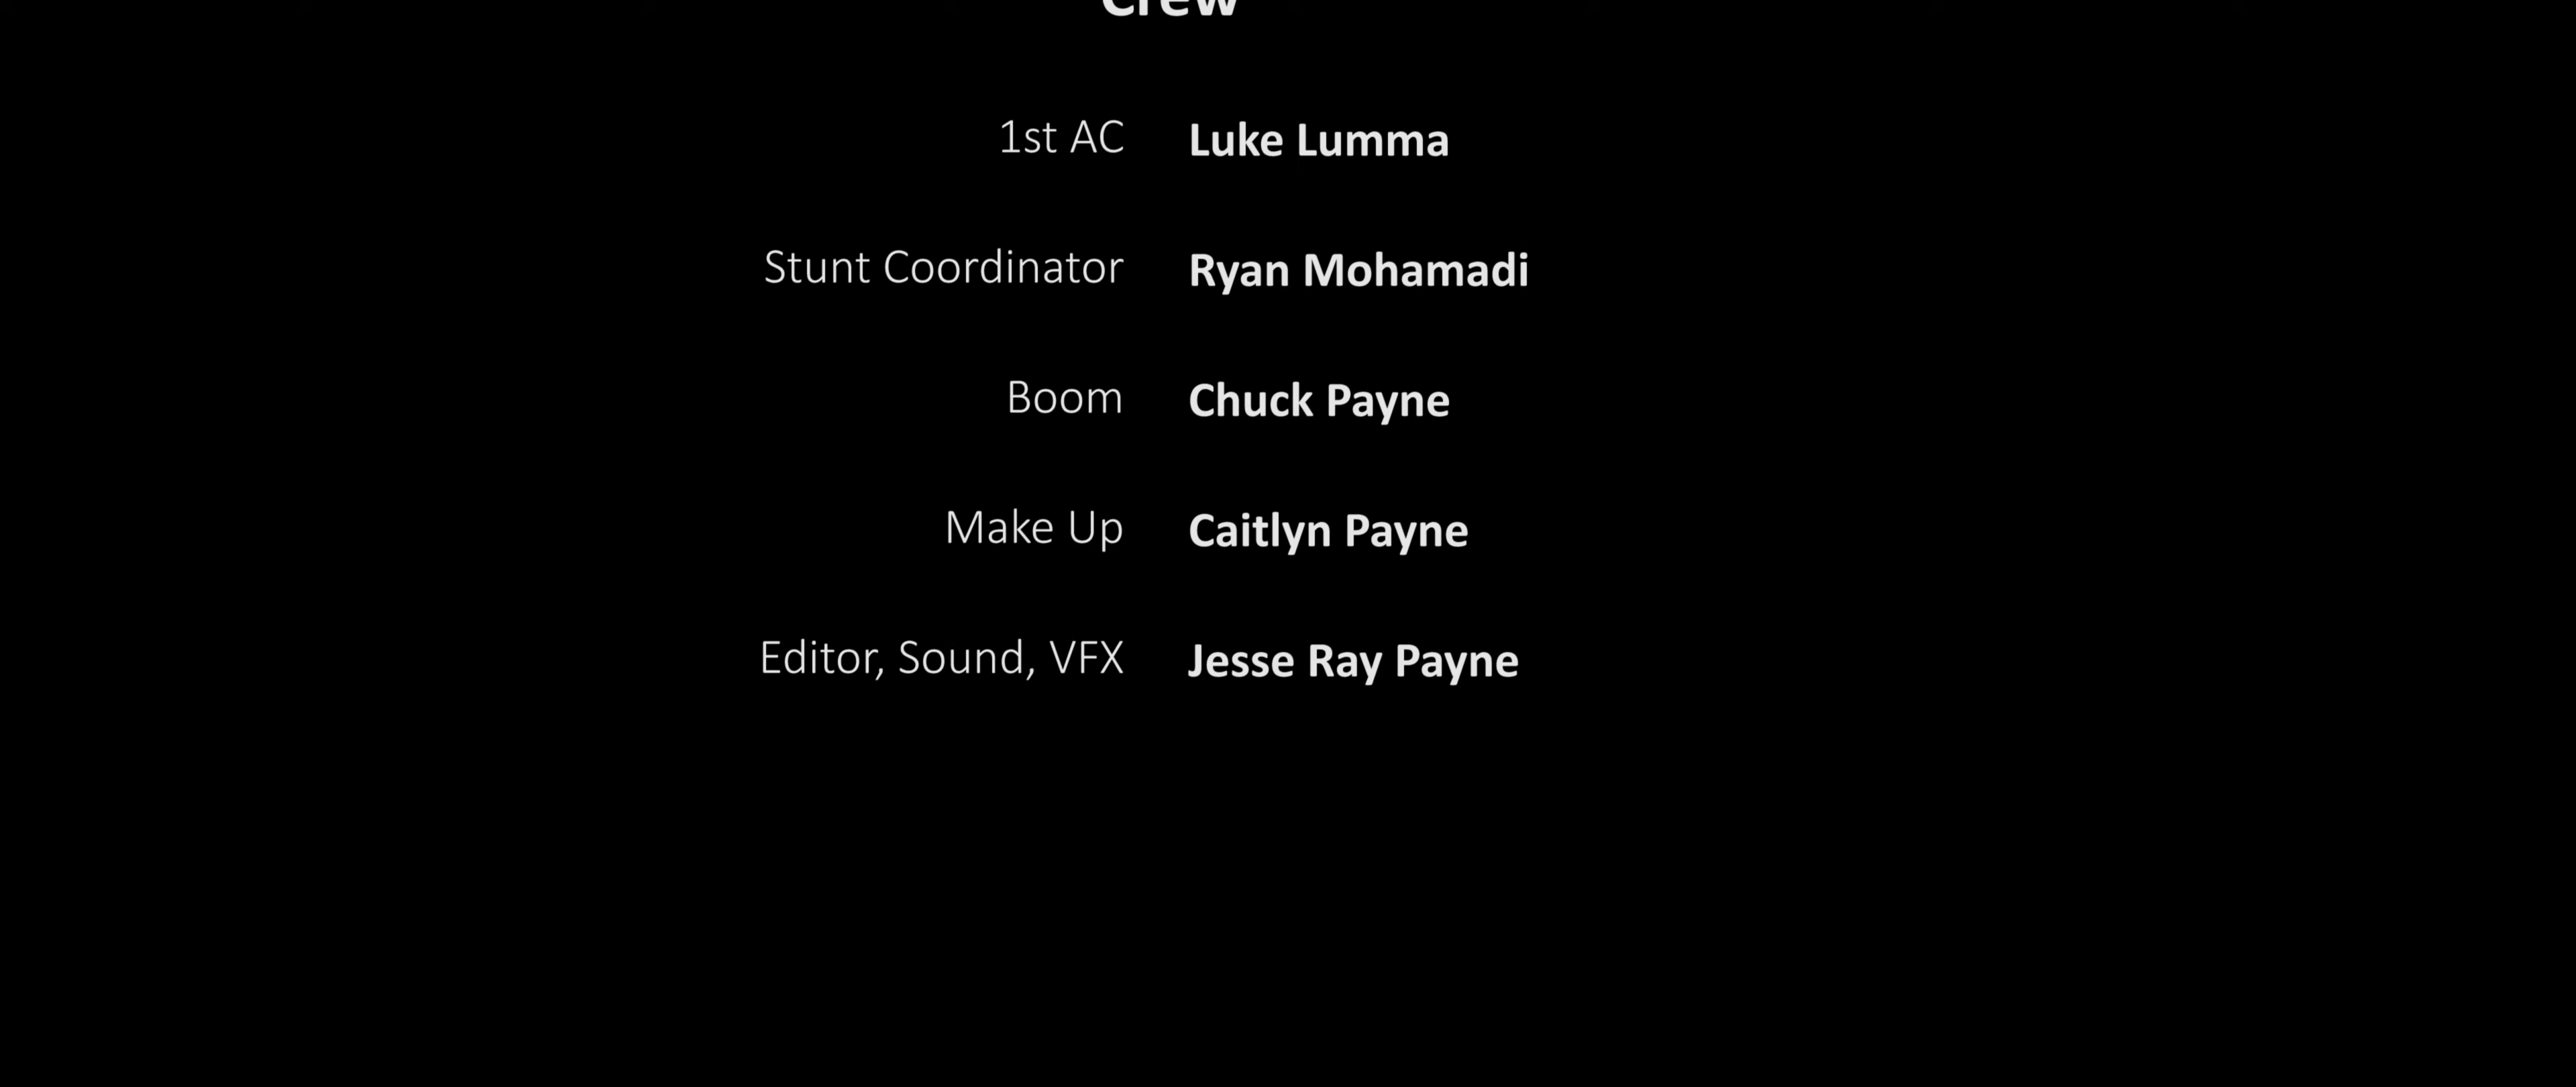 Crew
1st AC Luke Lumma
Stunt Coordinator Ryan Mohamadi
Boom Chuck Payne
Make Up Caitlyn Payne
Editor, Sound, VFX Jesse Ray Payne